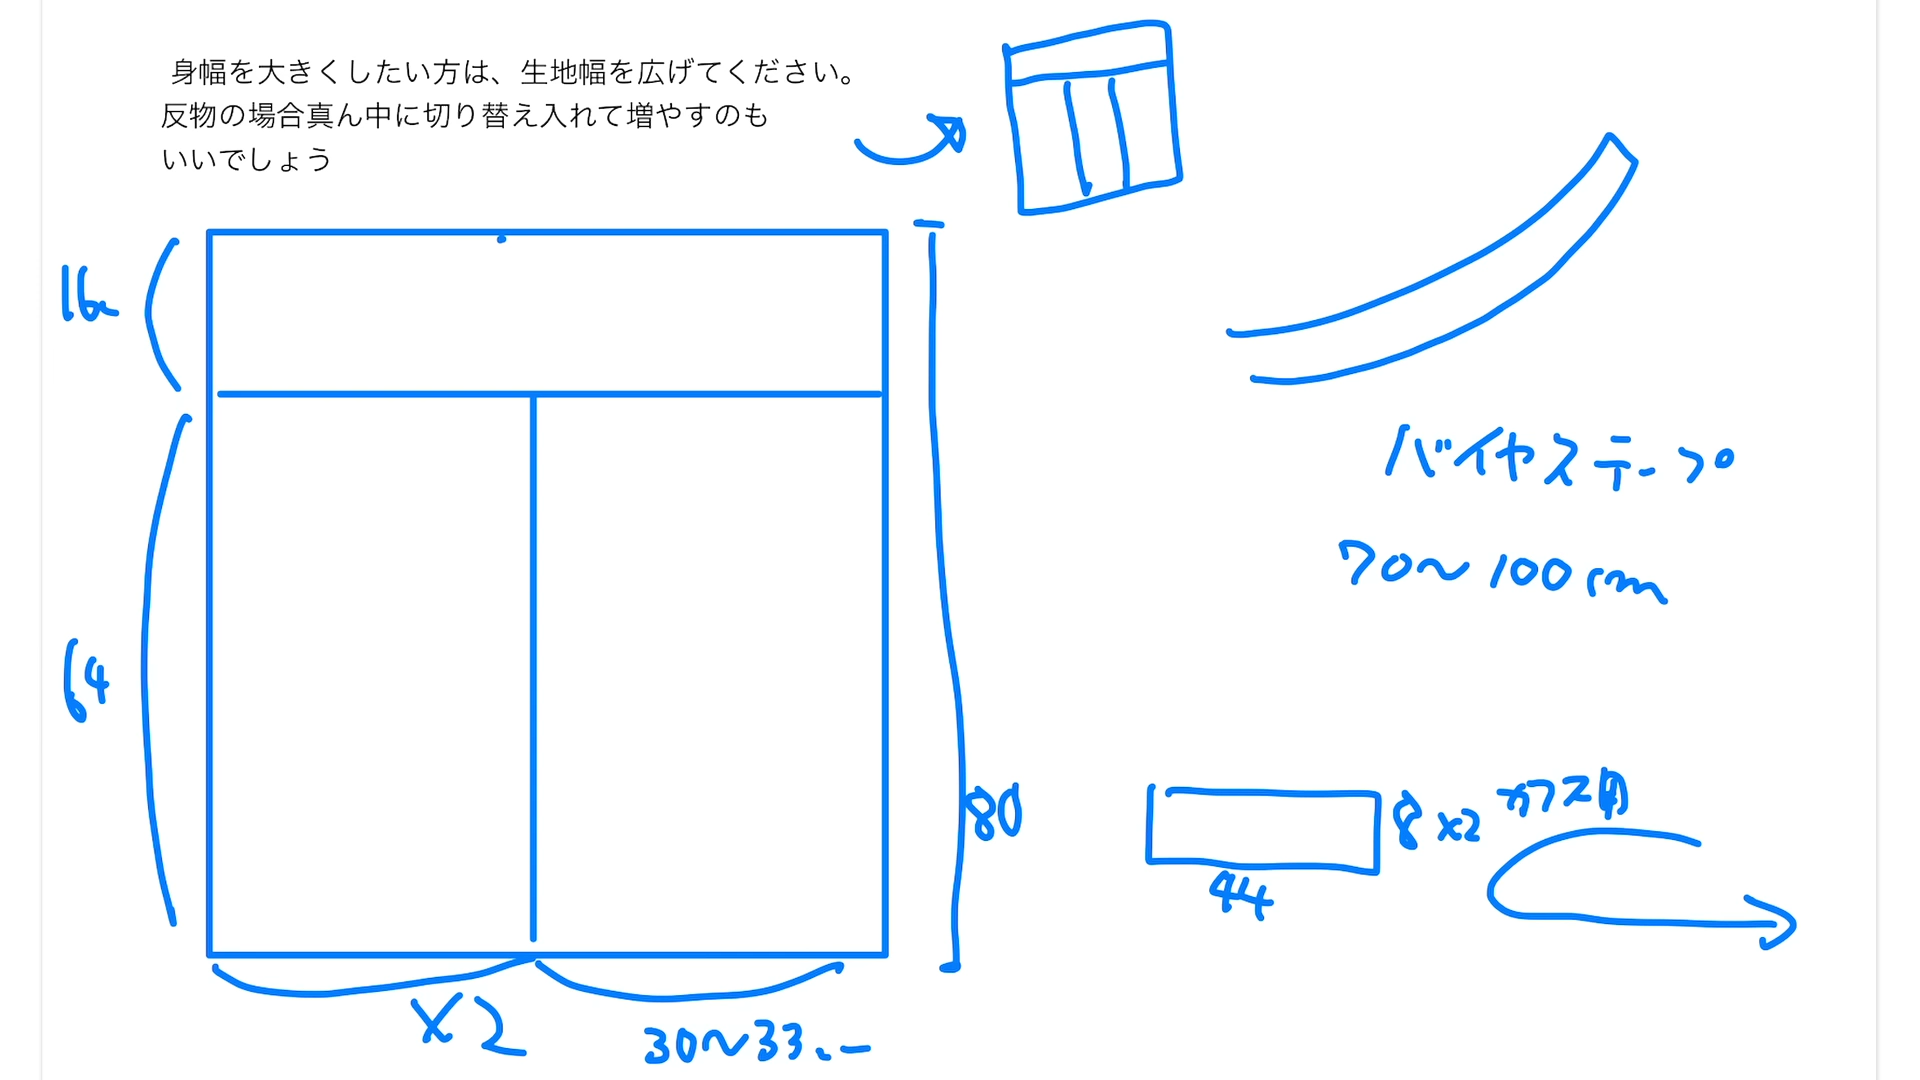 身幅を大きくしたい方は、生地幅を広げてください。
反物の場合真ん中に切り替え入れて増やすのも
いいでしょう
16
64
80
×2
30〜33
バイヤステープ
70〜100cm
8 ×2 カフス用
44